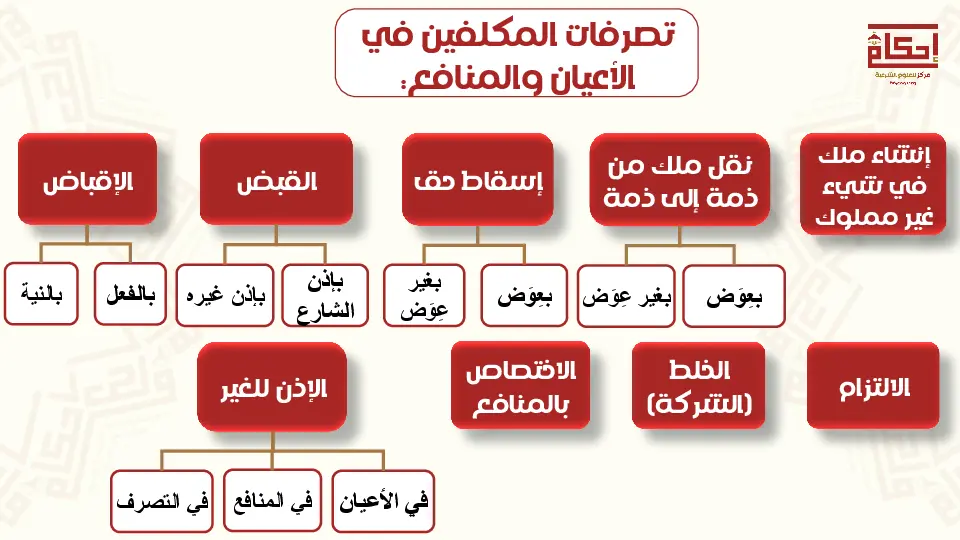 تصرفات المكلفين في
الأعيان والمنافع:
إحكام
مركز للعلوم الشرعية
إنشاء ملك
في شيء
غير مملوك
نقل ملك من
ذمة إلى ذمة
بعِوَض
بغير عِوَض
إسقاط حق
بعِوَض
بغير
عِوَض
القبض
بإذن
الشارع
بإذن غيره
الإقباض
بالفعل
بالنية
الالتزام
الخلط
(الشركة)
الاختصاص
بالمنافع
الإذن للغير
في الأعيان
في المنافع
في التصرف